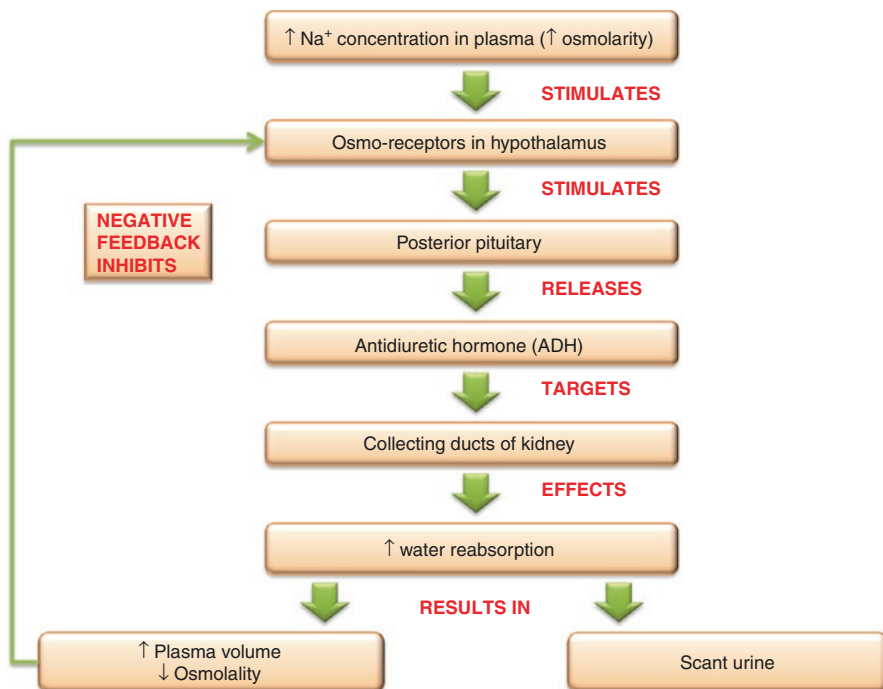 ↑ Na⁺ concentration in plasma (↑ osmolarity)
STIMULATES
Osmo-receptors in hypothalamus
STIMULATES
NEGATIVE
FEEDBACK
INHIBITS
Posterior pituitary
RELEASES
Antidiuretic hormone (ADH)
TARGETS
Collecting ducts of kidney
EFFECTS
↑ water reabsorption
RESULTS IN
↑ Plasma volume
↓ Osmolality
Scant urine